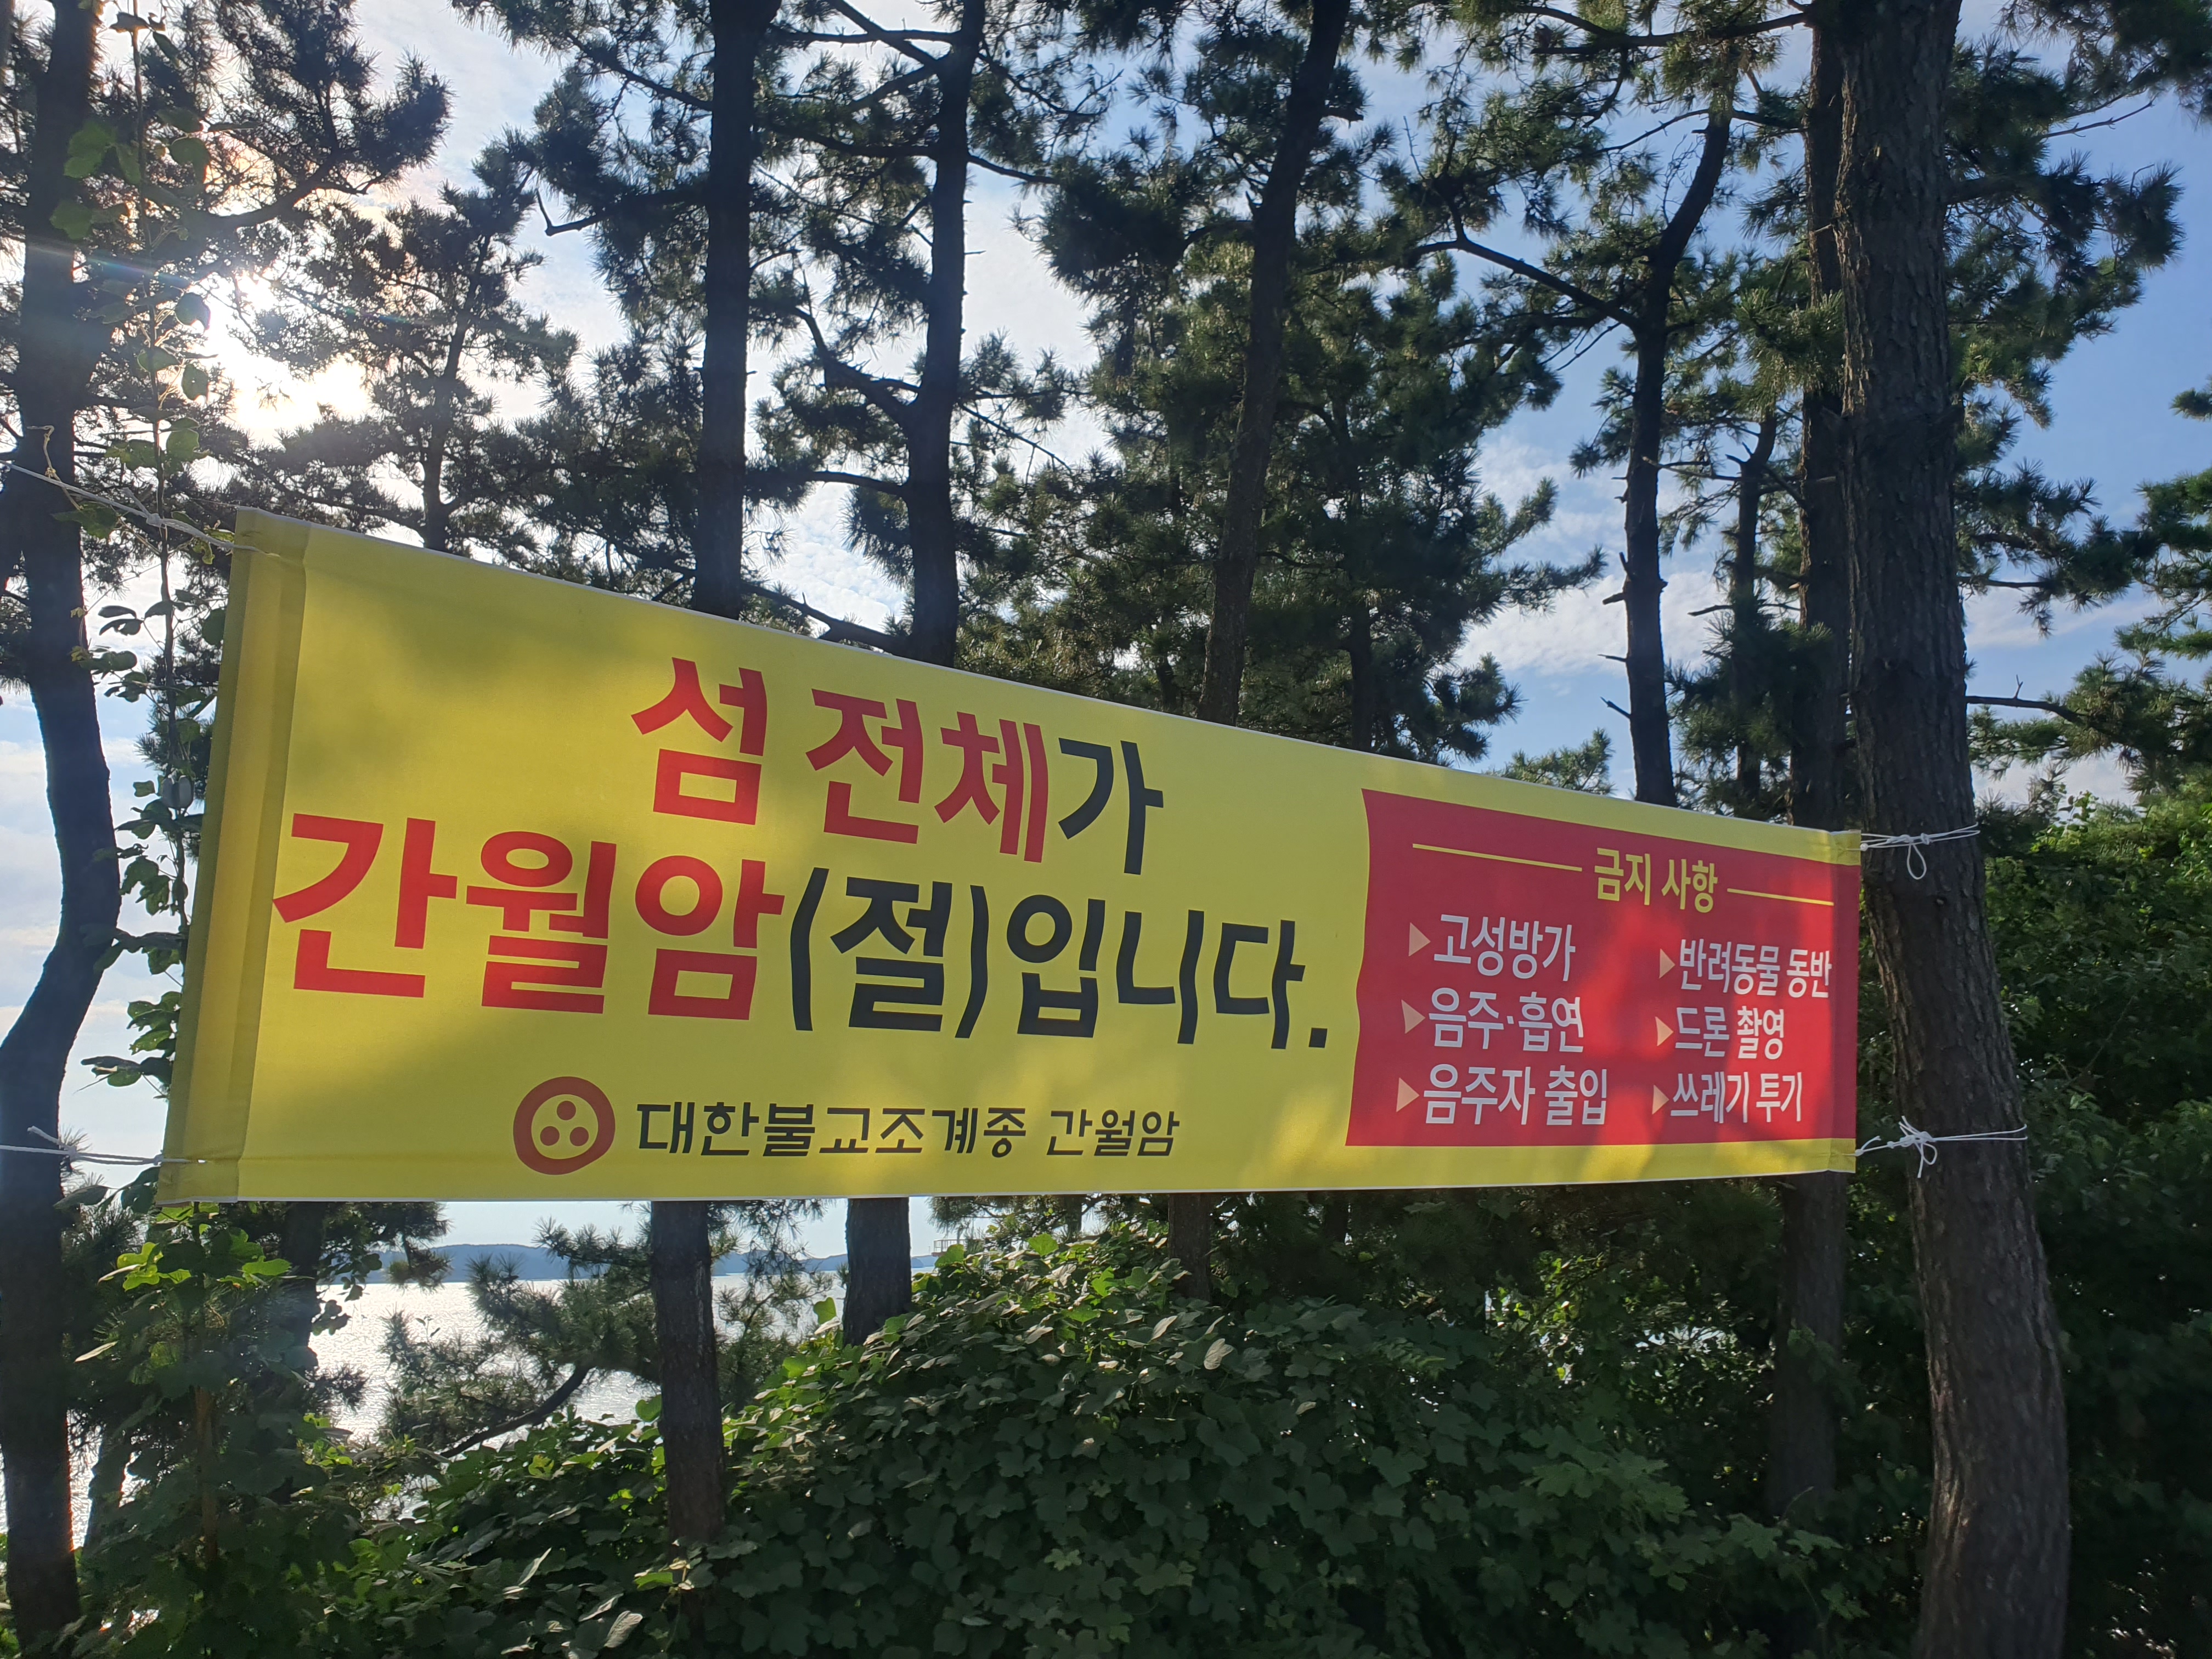 섬 전체가
간월암(절)입니다.
대한불교조계종 간월암
금지 사항
▶고성방가
▶음주·흡연
▶음주자 출입
▶반려동물 동반
▶드론 촬영
▶쓰레기 투기